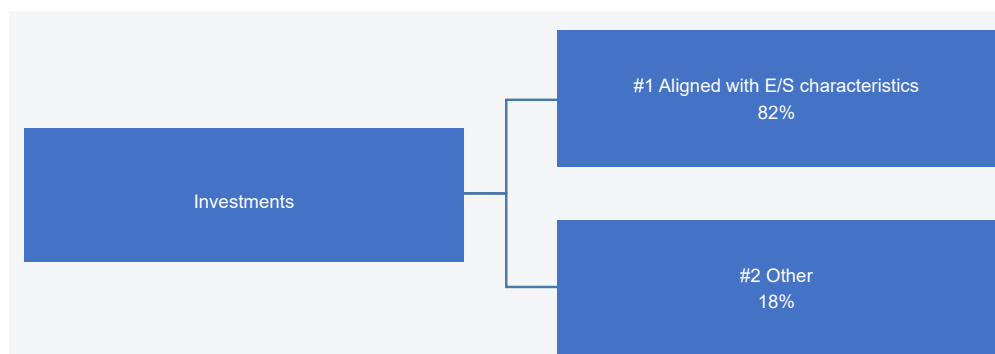 Investments
#1 Aligned with E/S characteristics
82%
#2 Other
18%